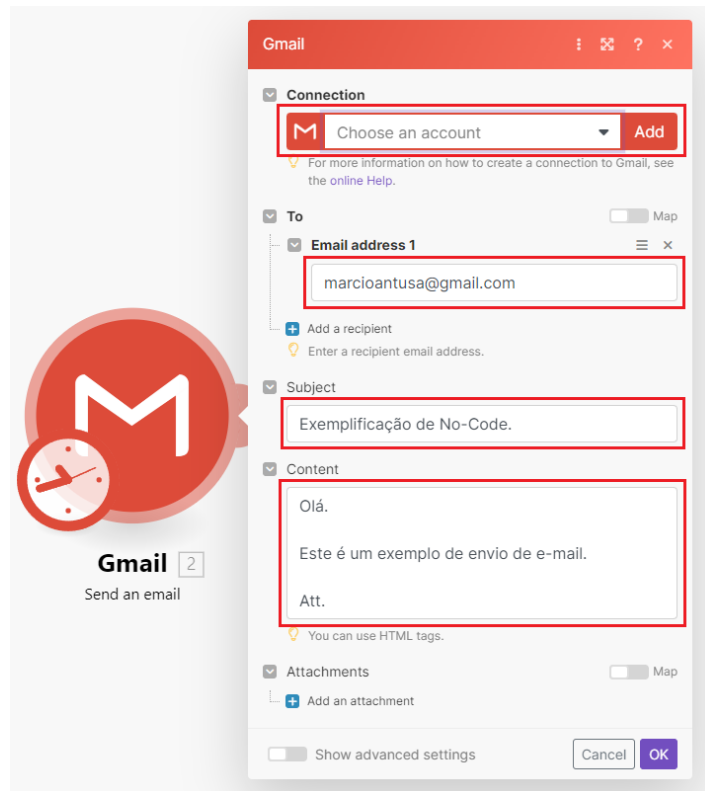 Gmail
?
Connection
Choose an account
Add
For more information on how to create a connection to Gmail, see
the online Help.
To
Map
Email address 1
marcioantusa@gmail.com
Add a recipient
Enter a recipient email address.
Subject
Exemplificação de No-Code.
Content
Olá.
Este é um exemplo de envio de e-mail.
Att.
You can use HTML tags.
Attachments
Map
Add an attachment
Show advanced settings
Cancel
OK
Gmail 2
Send an email